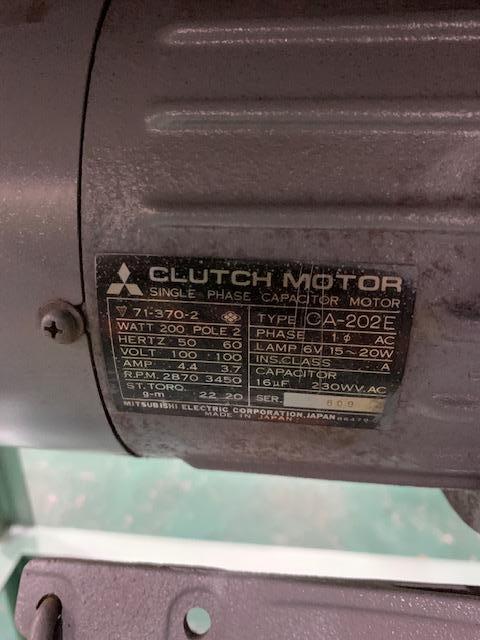 CLUTCH MOTOR
SINGLE PHASE CAPACITOR MOTOR
▽ 71-370-2
TYPE CA-202E
WATT 200 POLE 2
PHASE 1ϕ AC
HERTZ 50 60
LAMP 6V 15~20W
VOLT 100 100
INS.CLASS A
AMP 4.4 3.7
CAPACITOR
R.P.M. 2870 3450
16μF 230WV.AC
ST.TORQ. g-m 22 20
SER. 609
MITSUBISHI ELECTRIC CORPORATION,JAPAN
MADE IN JAPAN